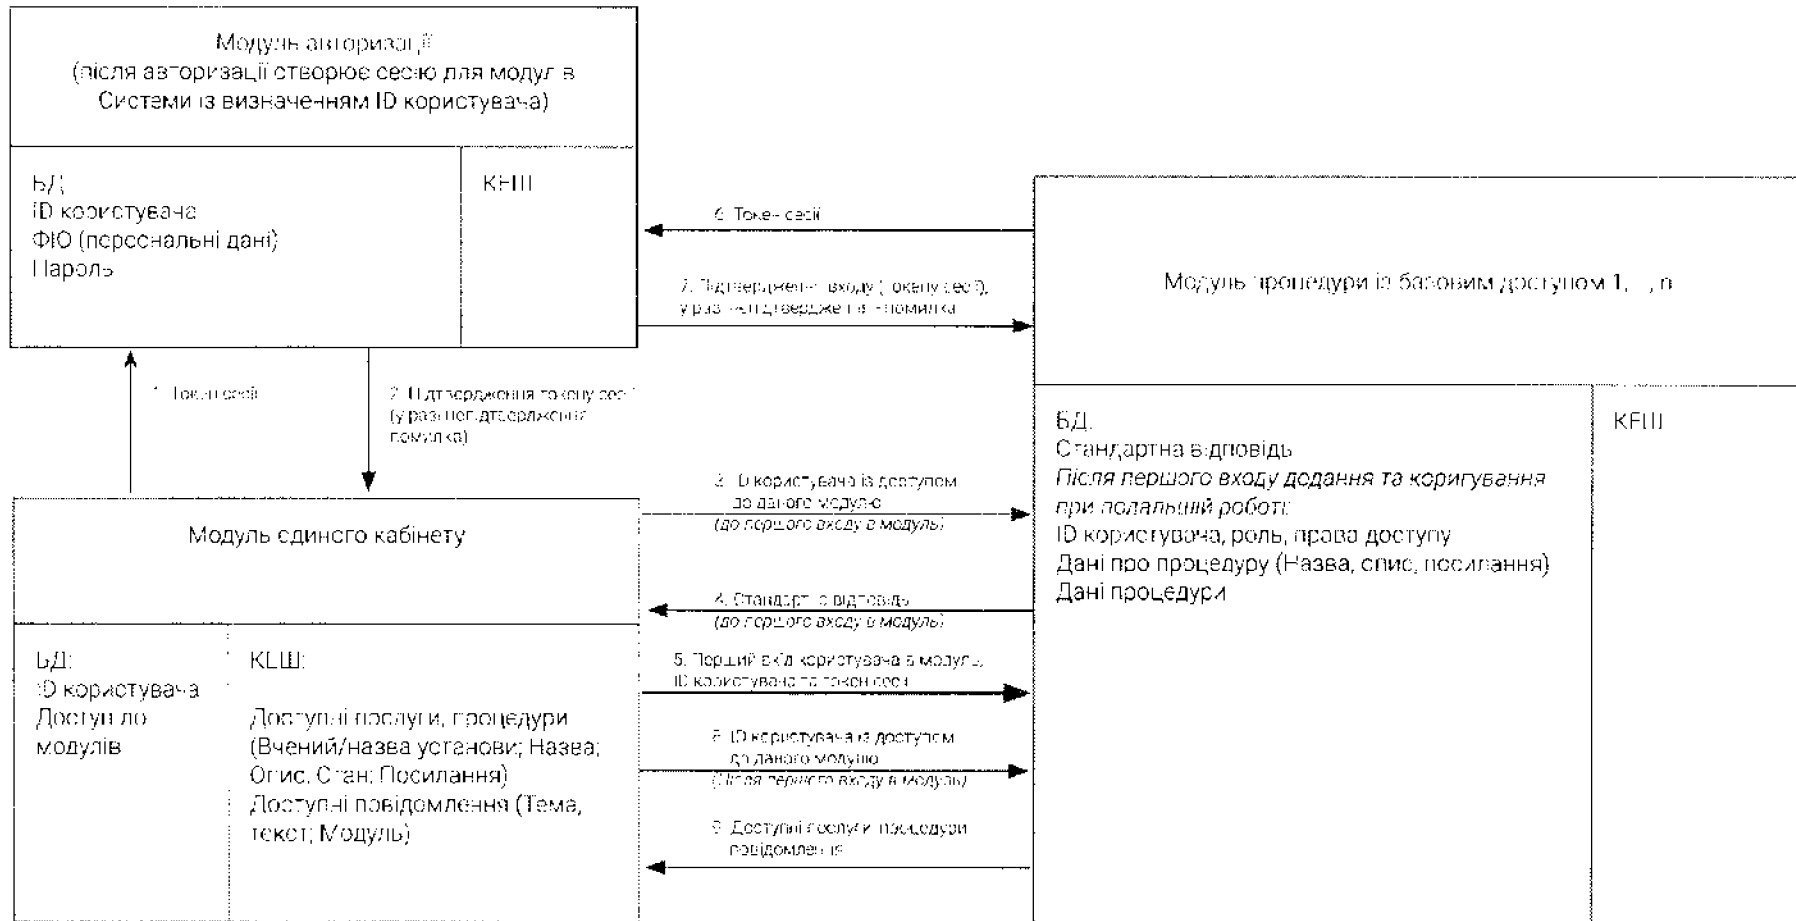 Модуль авторизації
(після авторизації створює сесію для модулів
Системи із визначенням ID користувача)
БД
ID користувача
ФІО (персональні дані)
Пароль
КЕШ
6. Токен сесії
7. Підтвердження входу (токену сесії),
у разі непідтвердження - помилка
Модуль процедури із базовим доступом 1, .., n
1. Токен сесії
2. Підтвердження токену сесії
(у разі непідтвердження
помилка)
БД:
Стандартна відповідь
Після першого входу додання та коригування
при подальшій роботі:
ID користувача, роль, права доступу
Дані про процедуру (Назва, опис, посилання)
Дані процедури
КЕШ
3. ID користувача із доступом
до даного модулю
(до першого входу в модуль)
Модуль єдиного кабінету
4. Стандартна відповідь
(до першого входу в модуль)
БД:
ID користувача
Доступ до
модулів
КЕШ:
Доступні послуги, процедури
(Вчений/назва установи; Назва;
Опис, Стан; Посилання)
Доступні повідомлення (Тема,
текст; Модуль)
5. Перший вхід користувача в модуль,
ID користувача та токен сесії
8. ID користувача із доступом
до даного модулю
(Після першого входу в модуль)
9. Доступні послуги, процедури
повідомлення